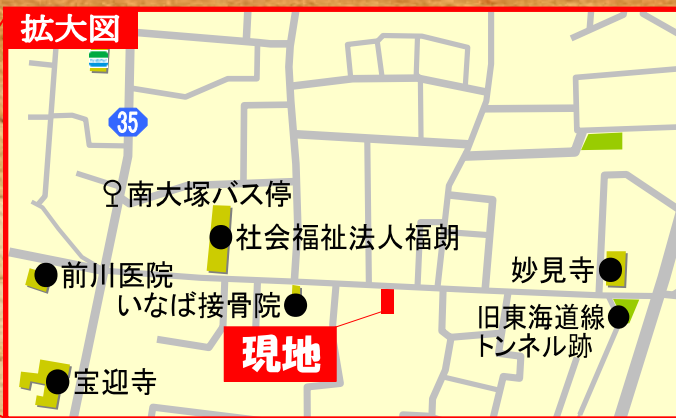 拡大図
35
南大塚バス停
社会福祉法人福朗
前川医院
妙見寺
いなば接骨院
旧東海道線
トンネル跡
現地
宝迎寺